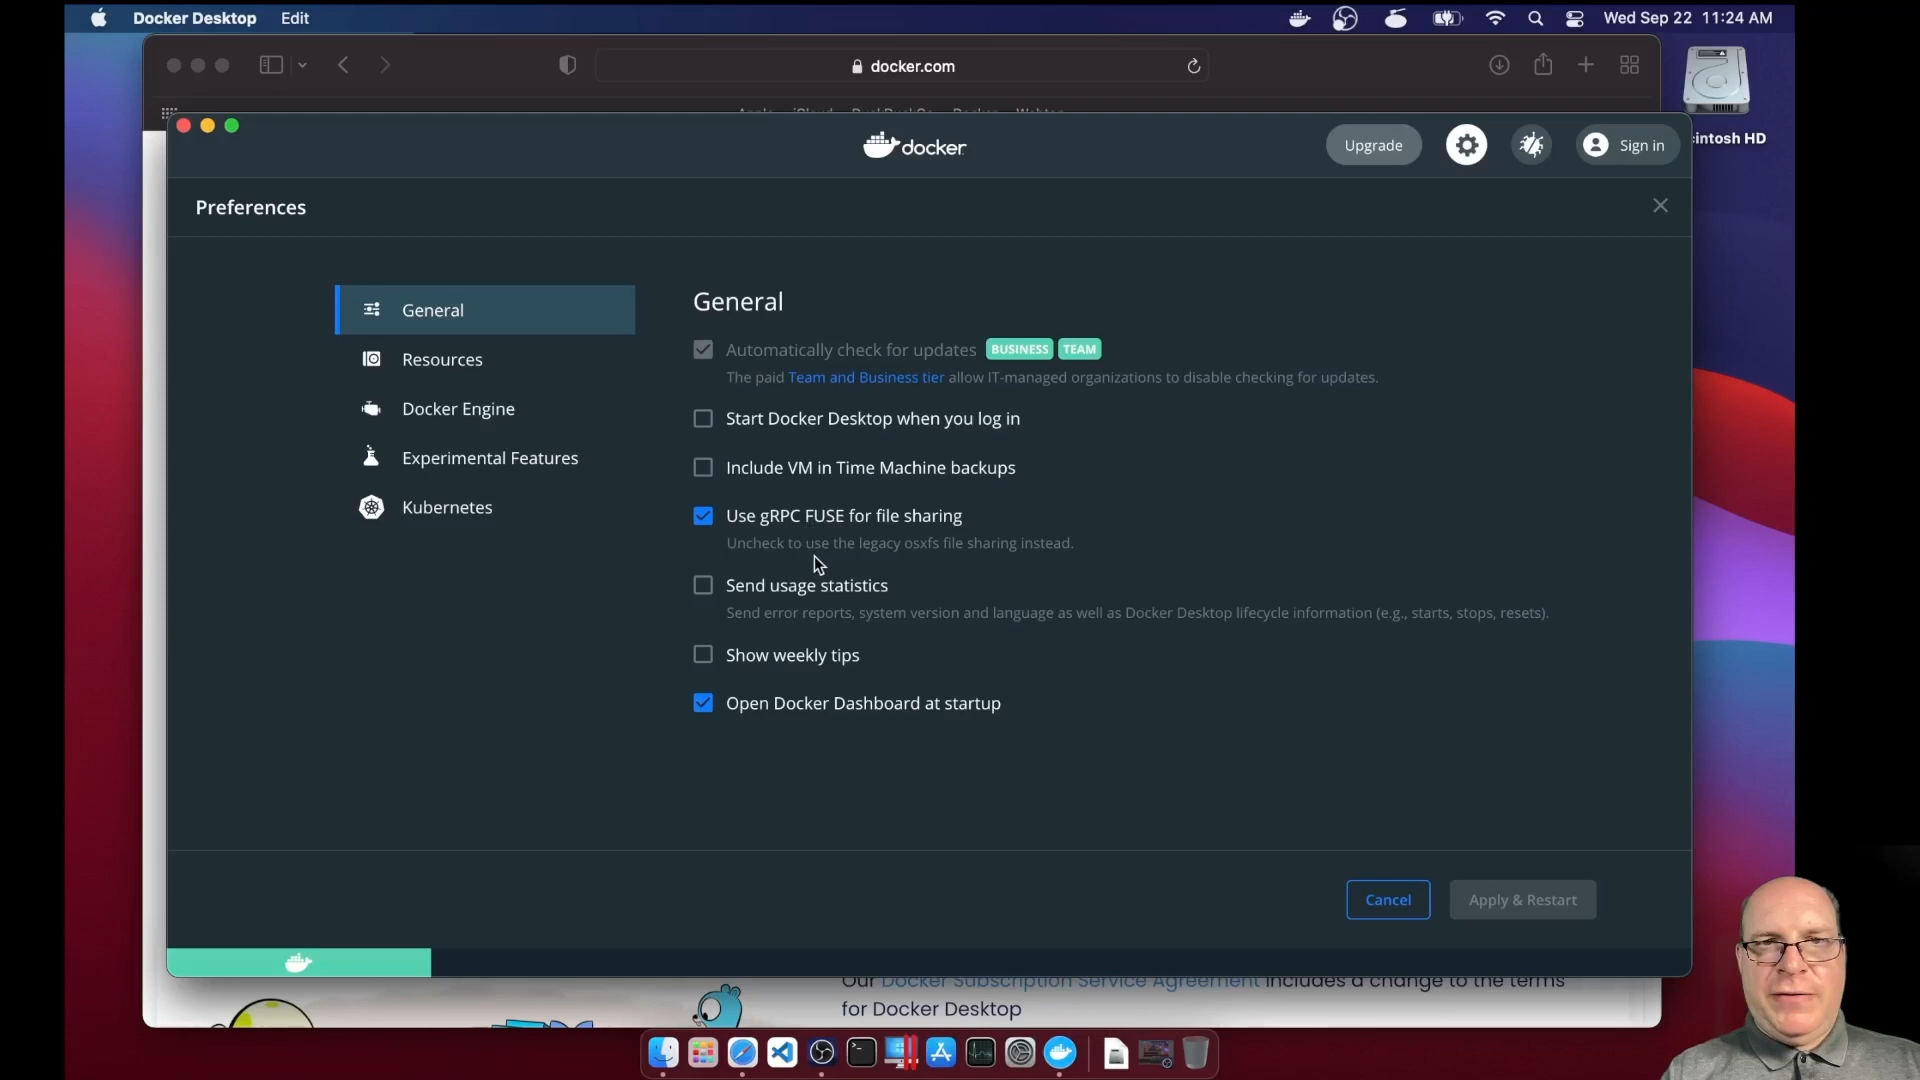 Docker Desktop Edit Wed Sep 22 11:24 AM
docker.com
docker Upgrade Sign in
intosh HD
Preferences
General
Resources
Docker Engine
Experimental Features
Kubernetes
General
Automatically check for updates BUSINESS TEAM
The paid Team and Business tier allow IT-managed organizations to disable checking for updates.
Start Docker Desktop when you log in
Include VM in Time Machine backups
Use gRPC FUSE for file sharing
Uncheck to use the legacy osxfs file sharing instead.
Send usage statistics
Send error reports, system version and language as well as Docker Desktop lifecycle information (e.g., starts, stops, resets).
Show weekly tips
Open Docker Dashboard at startup
Cancel Apply & Restart
Our Docker Subscription Service Agreement includes a change to the terms
for Docker Desktop